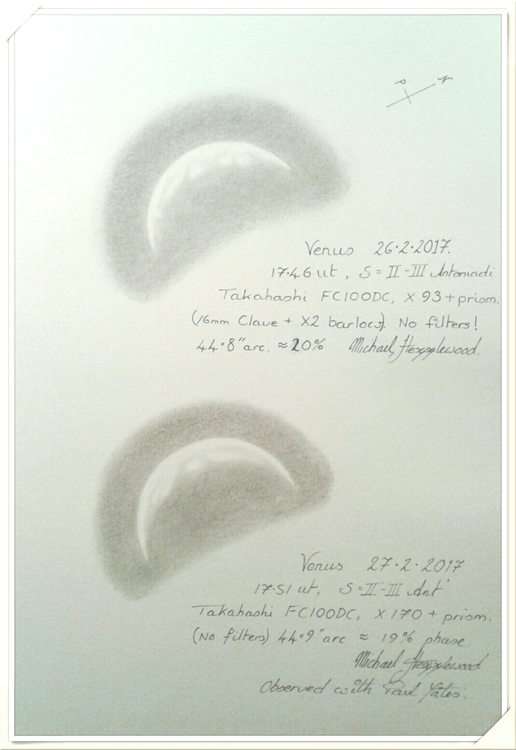 N
P
Venus 26·2·2017.
17·46 ut, S = II-III Antoniadi
Takahashi FC100DC, X 93 + prism.
(16mm Clave + X2 barlow). No filters!
44·8" arc. ≈ 20% Michael
Venus 27·2·2017
17·51 ut, S = II-III Ant'
Takahashi FC100DC, X 170 + prism.
(No filters) 44·9" arc ≈ 19% phase
Michael
Observed with Paul Yates.